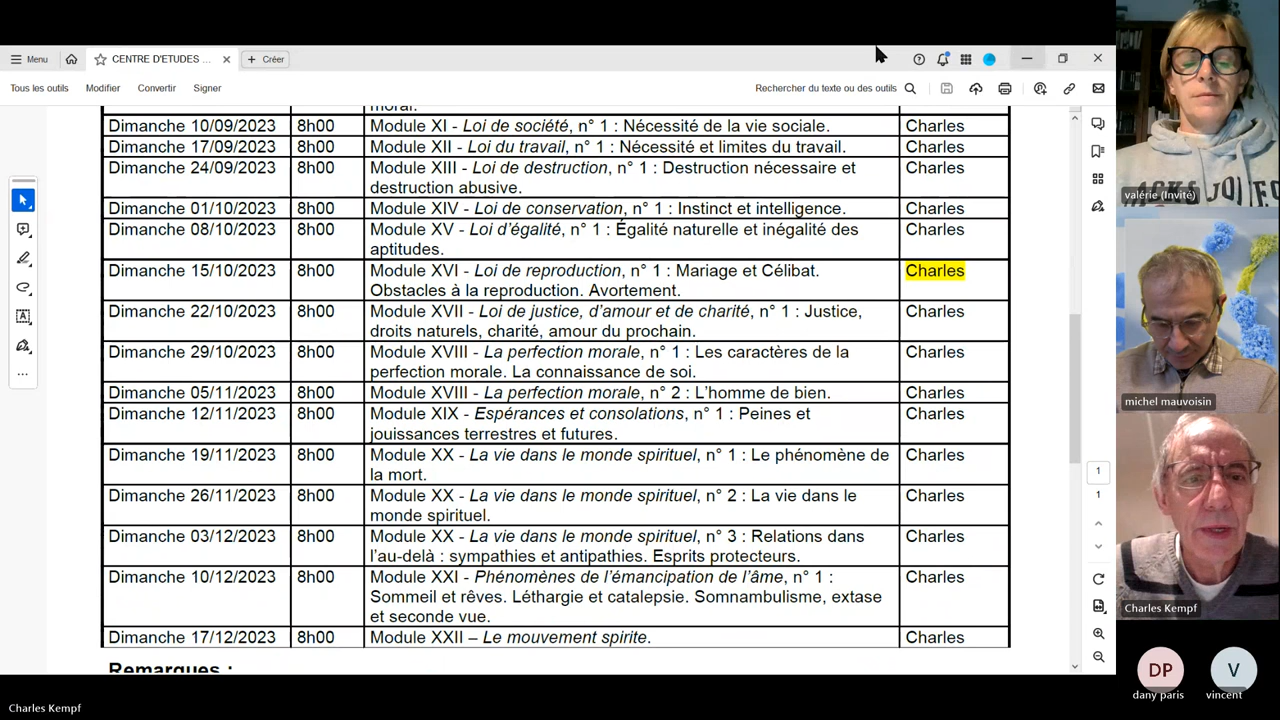 Menu
CENTRE D'ETUDES ...
Créer
Tous les outils
Modifier
Convertir
Signer
Rechercher du texte ou des outils
moral.
Dimanche 10/09/2023 8h00 Module XI - Loi de société, n° 1 : Nécessité de la vie sociale. Charles
Dimanche 17/09/2023 8h00 Module XII - Loi du travail, n° 1 : Nécessité et limites du travail. Charles
Dimanche 24/09/2023 8h00 Module XIII - Loi de destruction, n° 1 : Destruction nécessaire et Charles
destruction abusive.
Dimanche 01/10/2023 8h00 Module XIV - Loi de conservation, n° 1 : Instinct et intelligence. Charles
Dimanche 08/10/2023 8h00 Module XV - Loi d'égalité, n° 1 : Égalité naturelle et inégalité des Charles
aptitudes.
Dimanche 15/10/2023 8h00 Module XVI - Loi de reproduction, n° 1 : Mariage et Célibat. Charles
Obstacles à la reproduction. Avortement.
Dimanche 22/10/2023 8h00 Module XVII - Loi de justice, d'amour et de charité, n° 1 : Justice, Charles
droits naturels, charité, amour du prochain.
Dimanche 29/10/2023 8h00 Module XVIII - La perfection morale, n° 1 : Les caractères de la Charles
perfection morale. La connaissance de soi.
Dimanche 05/11/2023 8h00 Module XVIII - La perfection morale, n° 2 : L'homme de bien. Charles
Dimanche 12/11/2023 8h00 Module XIX - Espérances et consolations, n° 1 : Peines et Charles
jouissances terrestres et futures.
Dimanche 19/11/2023 8h00 Module XX - La vie dans le monde spirituel, n° 1 : Le phénomène de Charles
la mort.
Dimanche 26/11/2023 8h00 Module XX - La vie dans le monde spirituel, n° 2 : La vie dans le Charles
monde spirituel.
Dimanche 03/12/2023 8h00 Module XX - La vie dans le monde spirituel, n° 3 : Relations dans Charles
l'au-delà : sympathies et antipathies. Esprits protecteurs.
Dimanche 10/12/2023 8h00 Module XXI - Phénomènes de l'émancipation de l'âme, n° 1 : Charles
Sommeil et rêves. Léthargie et catalepsie. Somnambulisme, extase
et seconde vue.
Dimanche 17/12/2023 8h00 Module XXII – Le mouvement spirite. Charles
Remarques :
1
1
valérie (Invité)
michel mauvoisin
Charles Kempf
DP
V
dany paris
vincent
Charles Kempf